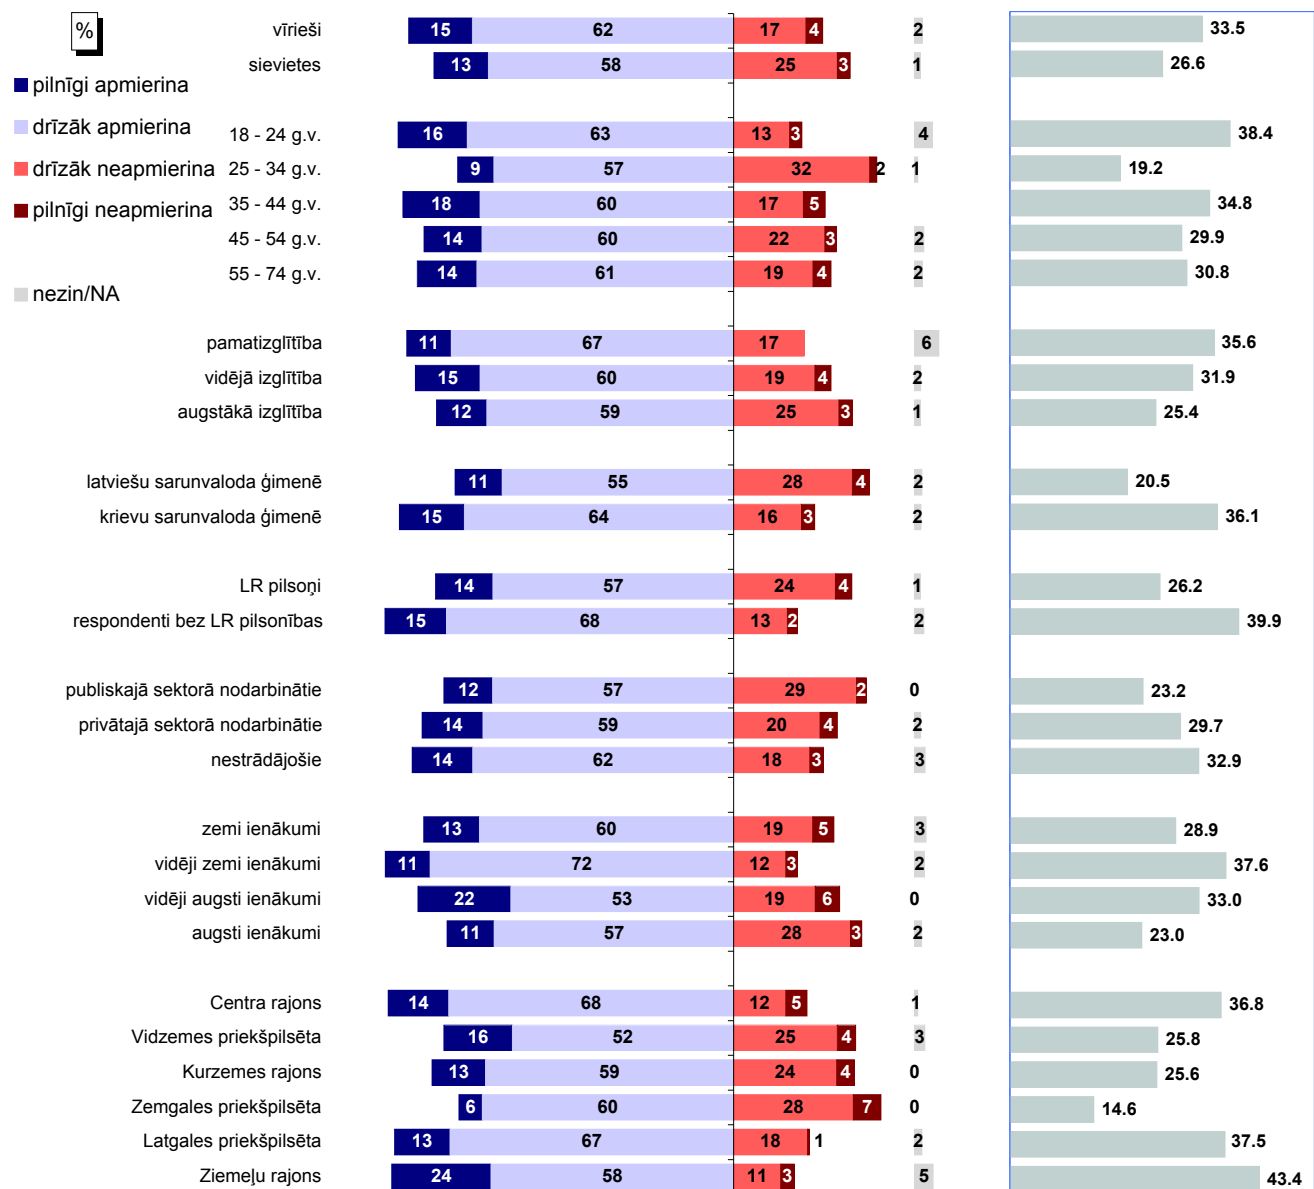 %
pilnīgi apmierina
drīzāk apmierina
drīzāk neapmierina
pilnīgi neapmierina
nezin/NA
vīrieši 15 62 17 4 2 33.5
sievietes 13 58 25 3 1 26.6
18 - 24 g.v. 16 63 13 3 4 38.4
25 - 34 g.v. 9 57 32 2 1 19.2
35 - 44 g.v. 18 60 17 5 34.8
45 - 54 g.v. 14 60 22 3 2 29.9
55 - 74 g.v. 14 61 19 4 2 30.8
pamatizglītība 11 67 17 6 35.6
vidējā izglītība 15 60 19 4 2 31.9
augstākā izglītība 12 59 25 3 1 25.4
latviešu sarunvaloda ģimenē 11 55 28 4 2 20.5
krievu sarunvaloda ģimenē 15 64 16 3 2 36.1
LR pilsoņi 14 57 24 4 1 26.2
respondenti bez LR pilsonības 15 68 13 2 2 39.9
publiskajā sektorā nodarbinātie 12 57 29 2 0 23.2
privātajā sektorā nodarbinātie 14 59 20 4 2 29.7
nestrādājošie 14 62 18 3 3 32.9
zemi ienākumi 13 60 19 5 3 28.9
vidēji zemi ienākumi 11 72 12 3 2 37.6
vidēji augsti ienākumi 22 53 19 6 0 33.0
augsti ienākumi 11 57 28 3 2 23.0
Centra rajons 14 68 12 5 1 36.8
Vidzemes priekšpilsēta 16 52 25 4 3 25.8
Kurzemes rajons 13 59 24 4 0 25.6
Zemgales priekšpilsēta 6 60 28 7 0 14.6
Latgales priekšpilsēta 13 67 18 1 2 37.5
Ziemeļu rajons 24 58 11 3 5 43.4